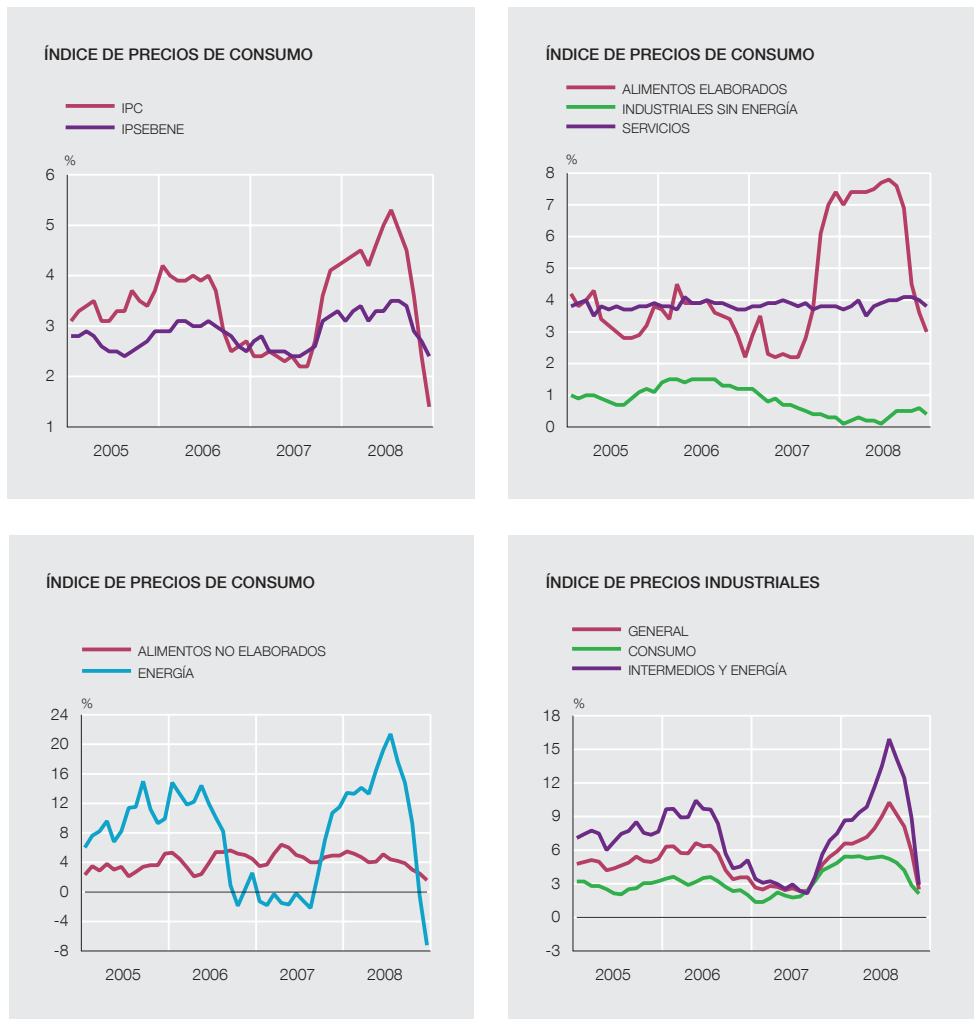 ÍNDICE DE PRECIOS DE CONSUMO
IPC
IPSEBENE
%
6
5
4
3
2
1
2005 2006 2007 2008
ÍNDICE DE PRECIOS DE CONSUMO
ALIMENTOS ELABORADOS
INDUSTRIALES SIN ENERGÍA
SERVICIOS
%
8
7
6
5
4
3
2
1
0
2005 2006 2007 2008
ÍNDICE DE PRECIOS DE CONSUMO
ALIMENTOS NO ELABORADOS
ENERGÍA
%
24
20
16
12
8
4
0
-4
-8
2005 2006 2007 2008
ÍNDICE DE PRECIOS INDUSTRIALES
GENERAL
CONSUMO
INTERMEDIOS Y ENERGÍA
%
18
15
12
9
6
3
0
-3
2005 2006 2007 2008